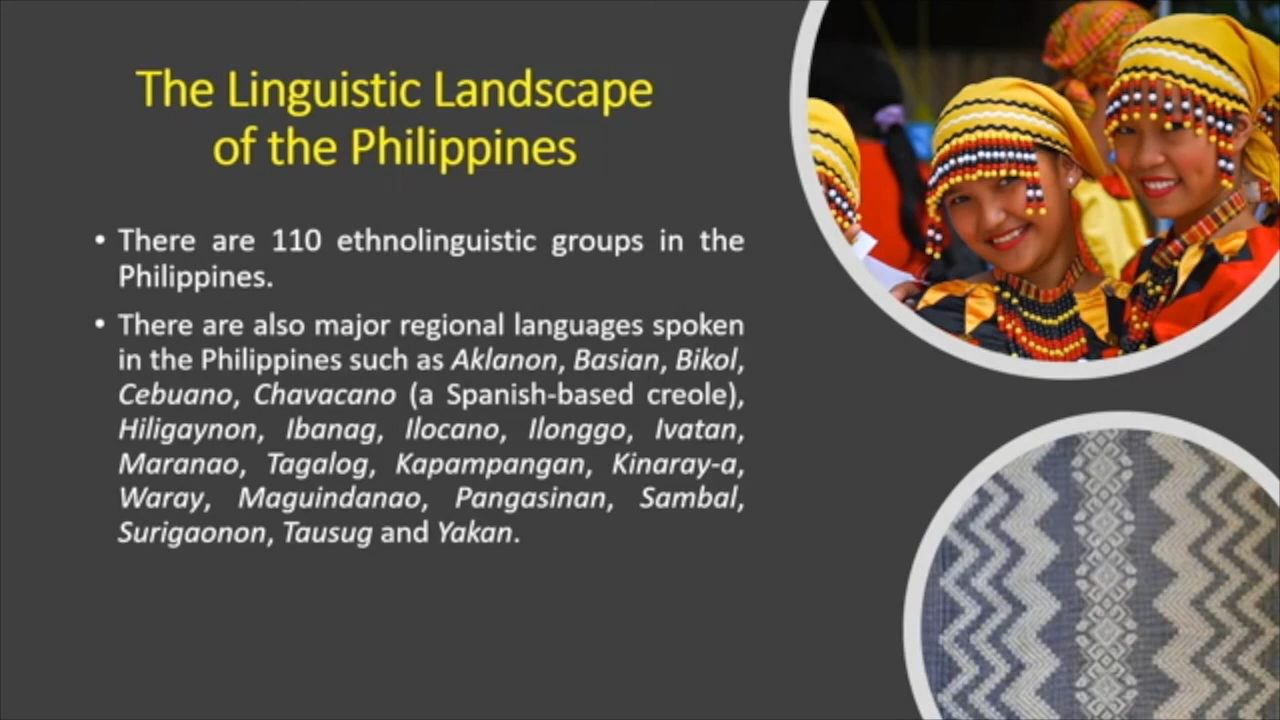 The Linguistic Landscape
of the Philippines
• There are 110 ethnolinguistic groups in the
Philippines.
• There are also major regional languages spoken
in the Philippines such as Aklanon, Basian, Bikol,
Cebuano, Chavacano (a Spanish-based creole),
Hiligaynon, Ibanag, Ilocano, Ilonggo, Ivatan,
Maranao, Tagalog, Kapampangan, Kinaray-a,
Waray, Maguindanao, Pangasinan, Sambal,
Surigaonon, Tausug and Yakan.